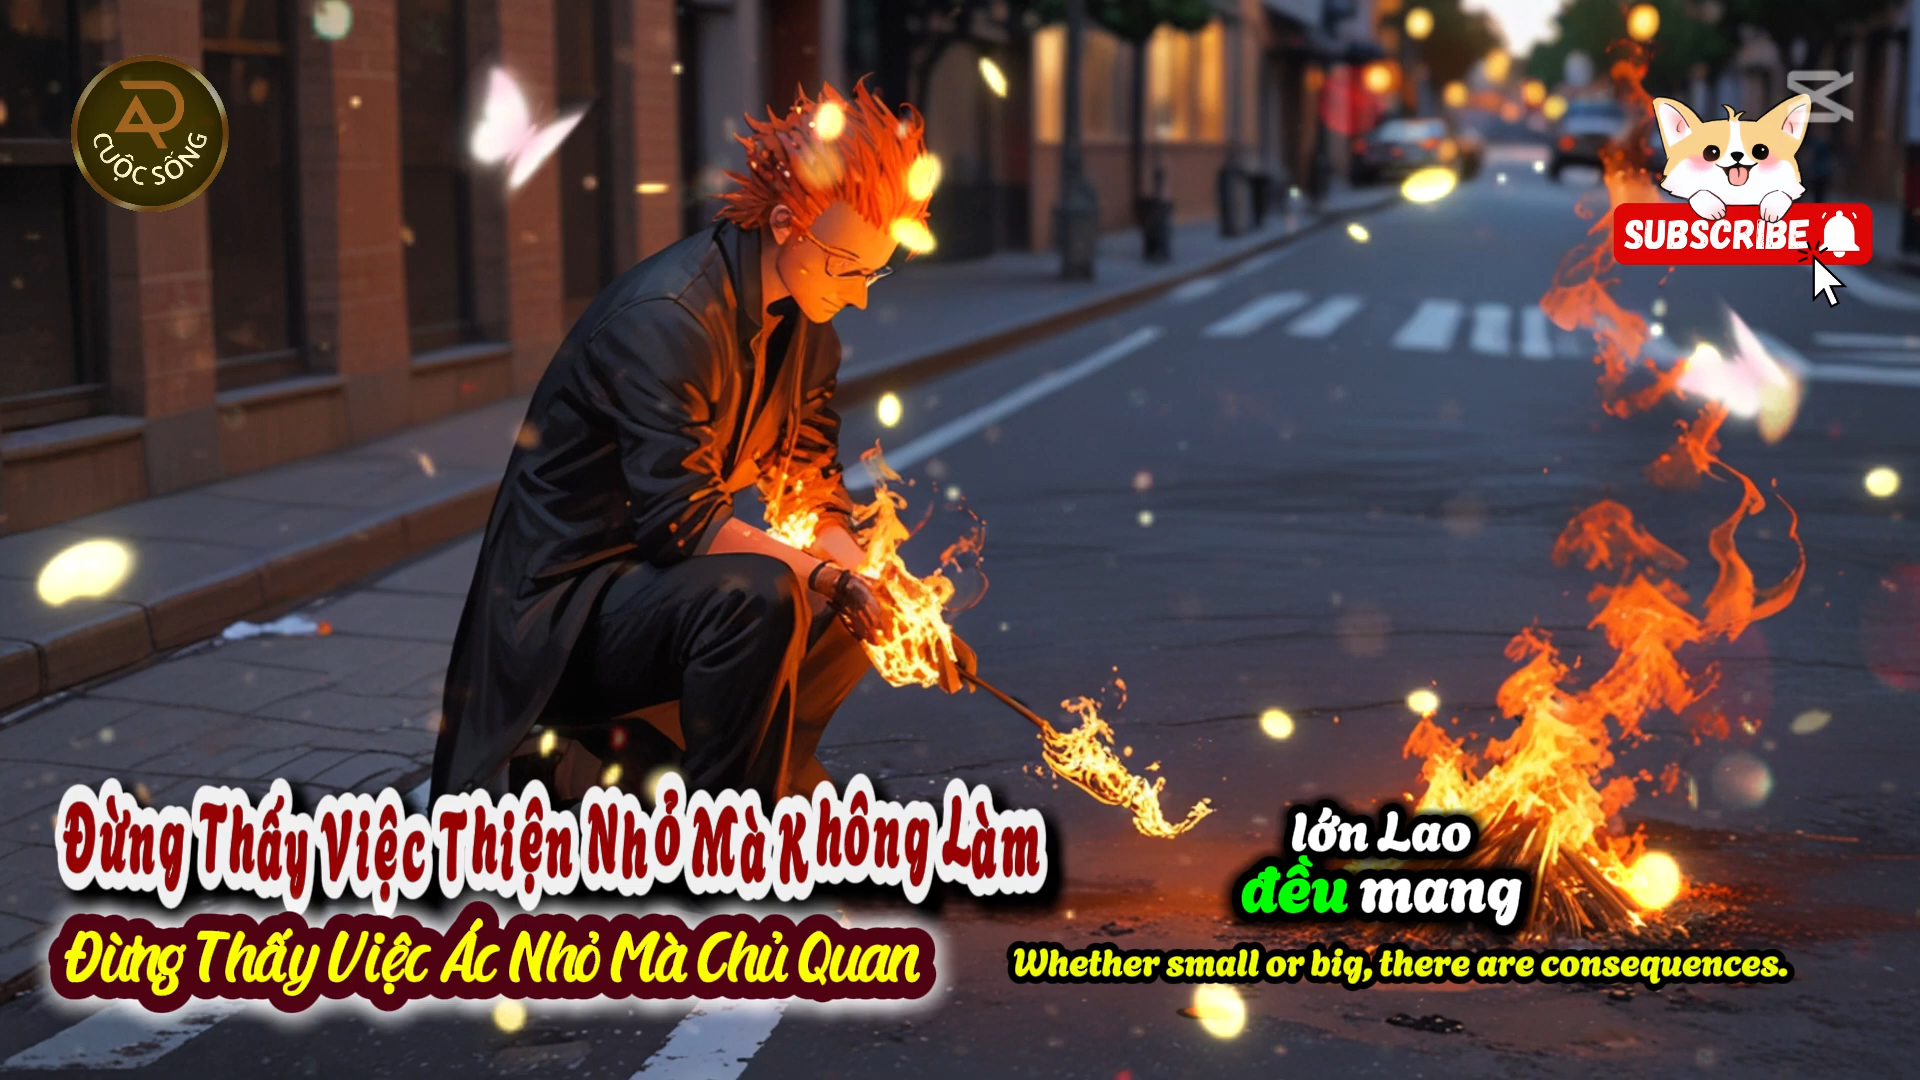 AR
CUỘC SỐNG
SUBSCRIBE
Đừng Thấy Việc Thiện Nhỏ Mà Không Làm
Đừng Thấy Việc Ác Nhỏ Mà Chủ Quan
lớn Lao
đều mang
Whether small or big, there are consequences.